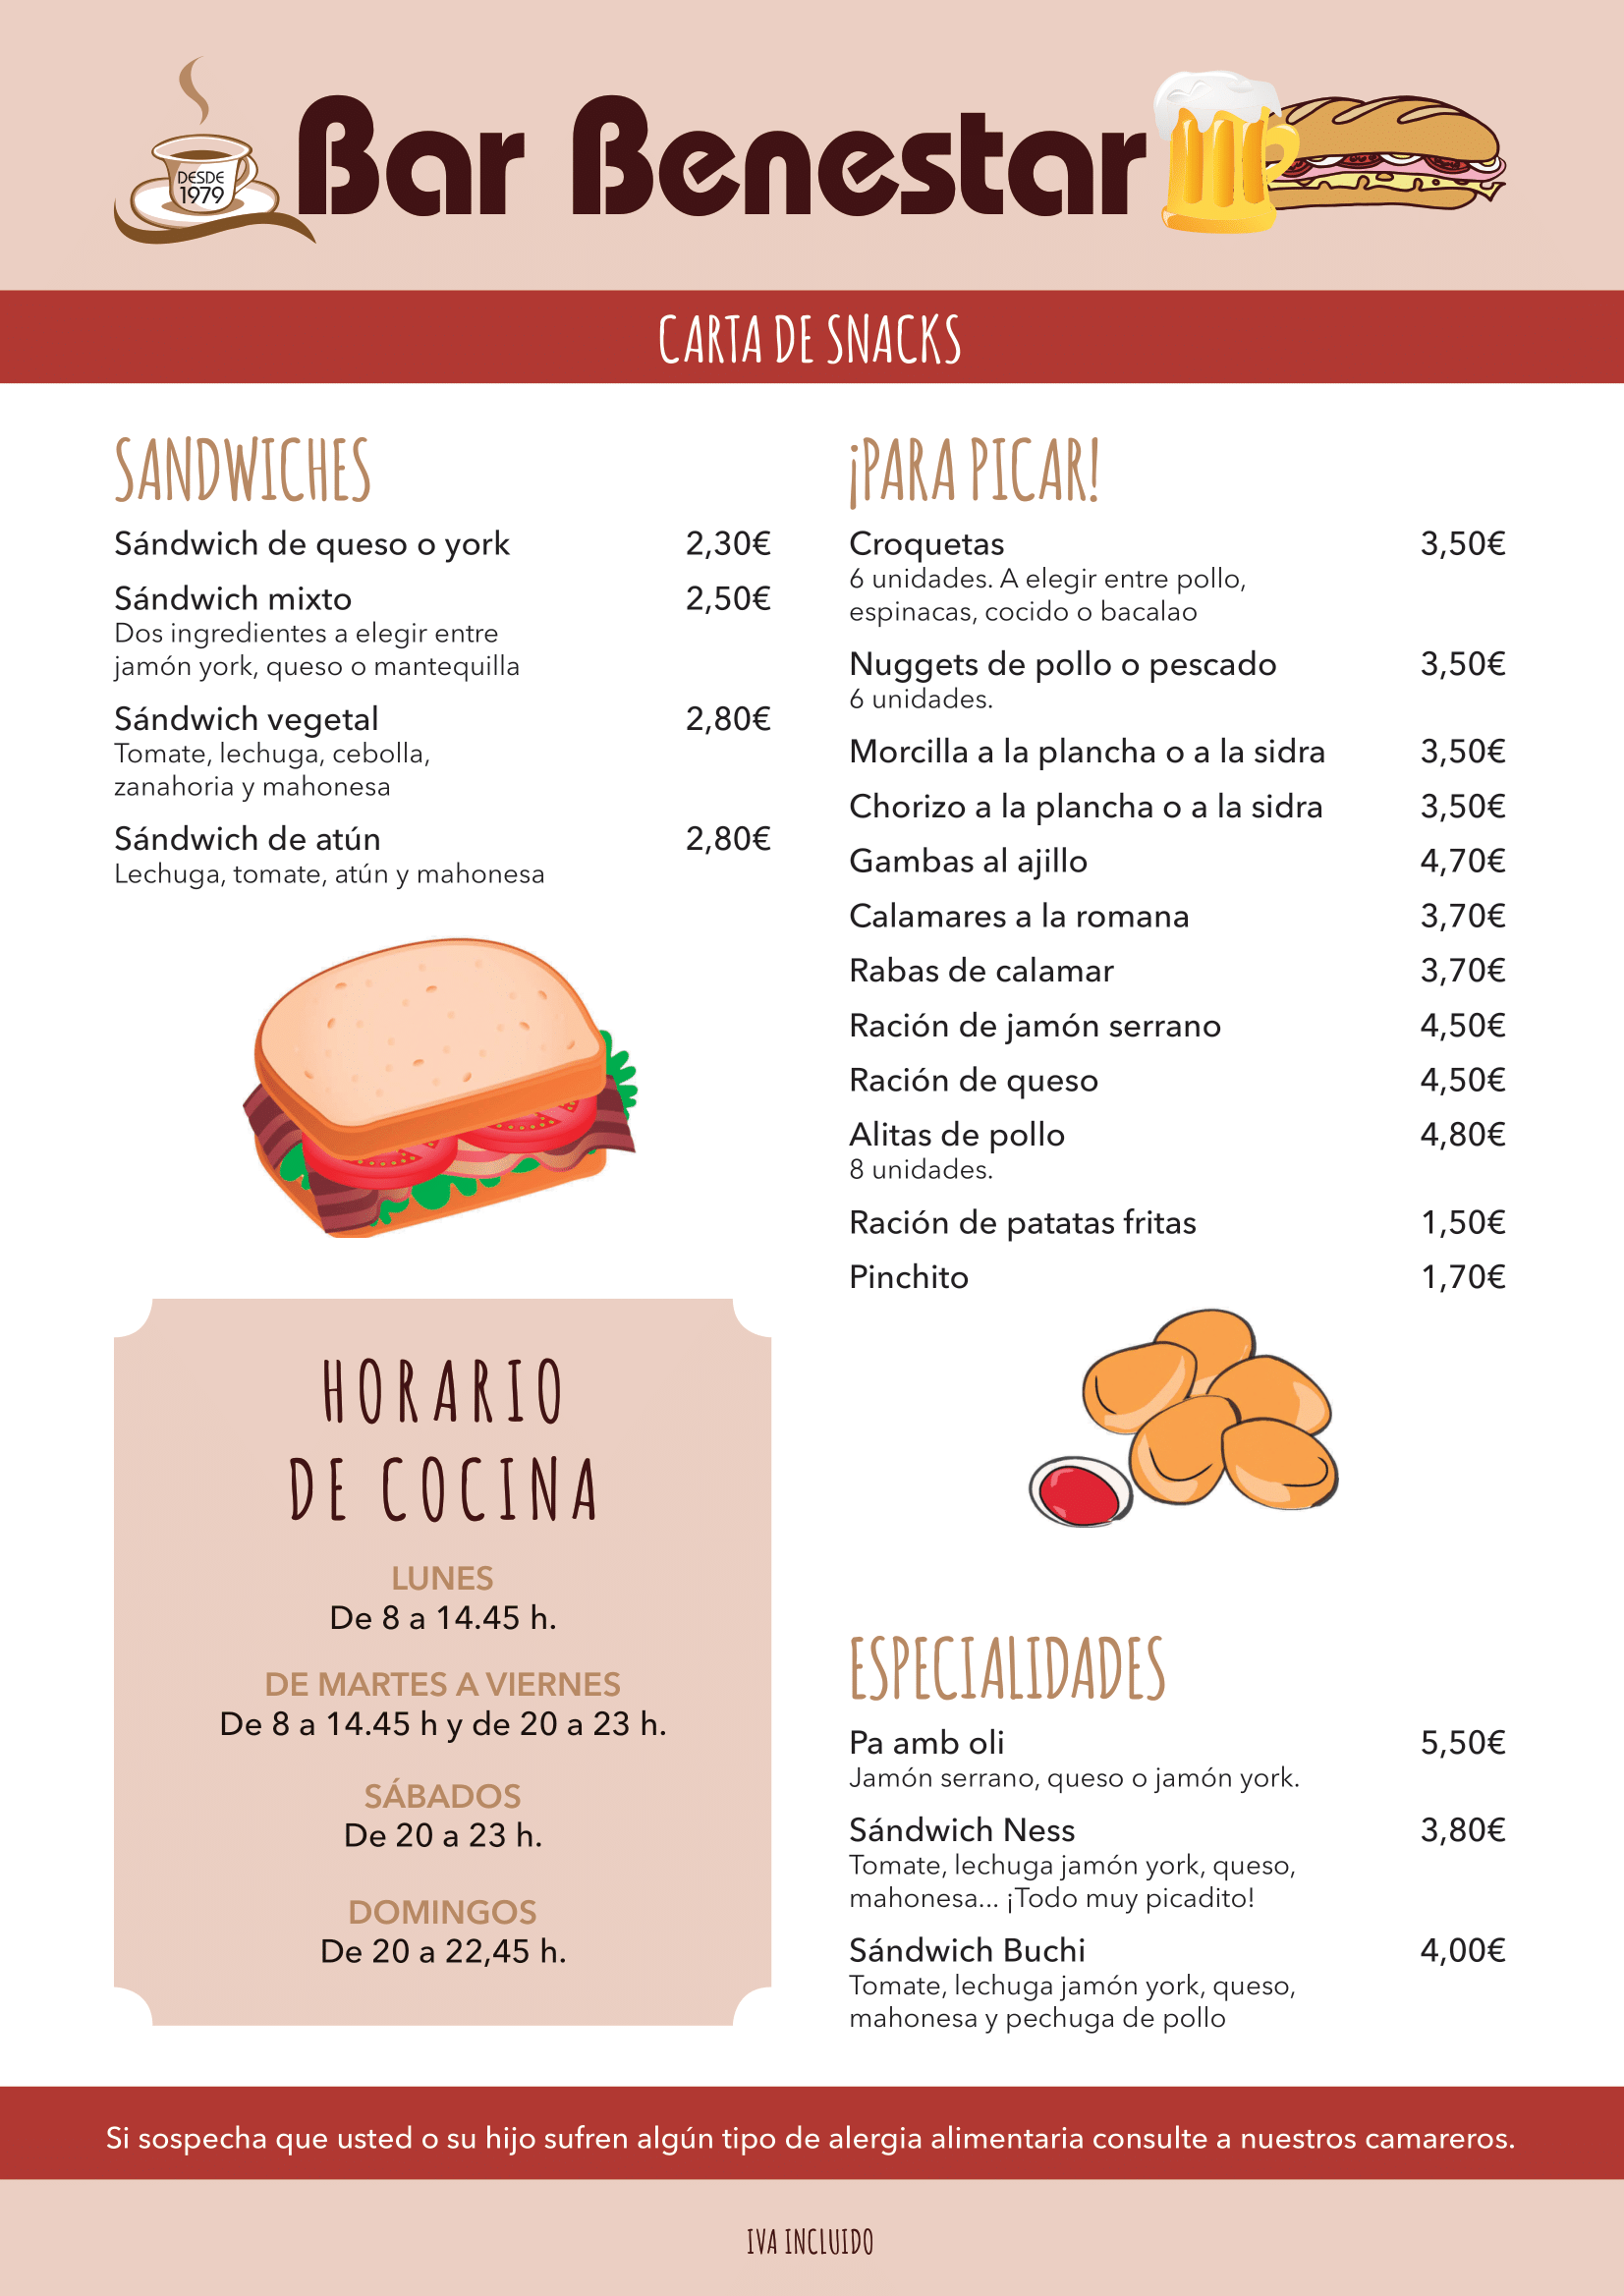 DESDE
1979
Bar Benestar
CARTA DE SNACKS
SANDWICHES
Sándwich de queso o york 2,30€
Sándwich mixto 2,50€
Dos ingredientes a elegir entre
jamón york, queso o mantequilla
Sándwich vegetal 2,80€
Tomate, lechuga, cebolla,
zanahoria y mahonesa
Sándwich de atún 2,80€
Lechuga, tomate, atún y mahonesa
HORARIO
DE COCINA
LUNES
De 8 a 14.45 h.
DE MARTES A VIERNES
De 8 a 14.45 h y de 20 a 23 h.
SÁBADOS
De 20 a 23 h.
DOMINGOS
De 20 a 22,45 h.
¡PARA PICAR!
Croquetas 3,50€
6 unidades. A elegir entre pollo,
espinacas, cocido o bacalao
Nuggets de pollo o pescado 3,50€
6 unidades.
Morcilla a la plancha o a la sidra 3,50€
Chorizo a la plancha o a la sidra 3,50€
Gambas al ajillo 4,70€
Calamares a la romana 3,70€
Rabas de calamar 3,70€
Ración de jamón serrano 4,50€
Ración de queso 4,50€
Alitas de pollo 4,80€
8 unidades.
Ración de patatas fritas 1,50€
Pinchito 1,70€
ESPECIALIDADES
Pa amb oli 5,50€
Jamón serrano, queso o jamón york.
Sándwich Ness 3,80€
Tomate, lechuga jamón york, queso,
mahonesa... ¡Todo muy picadito!
Sándwich Buchi 4,00€
Tomate, lechuga jamón york, queso,
mahonesa y pechuga de pollo
Si sospecha que usted o su hijo sufren algún tipo de alergia alimentaria consulte a nuestros camareros.
IVA INCLUIDO